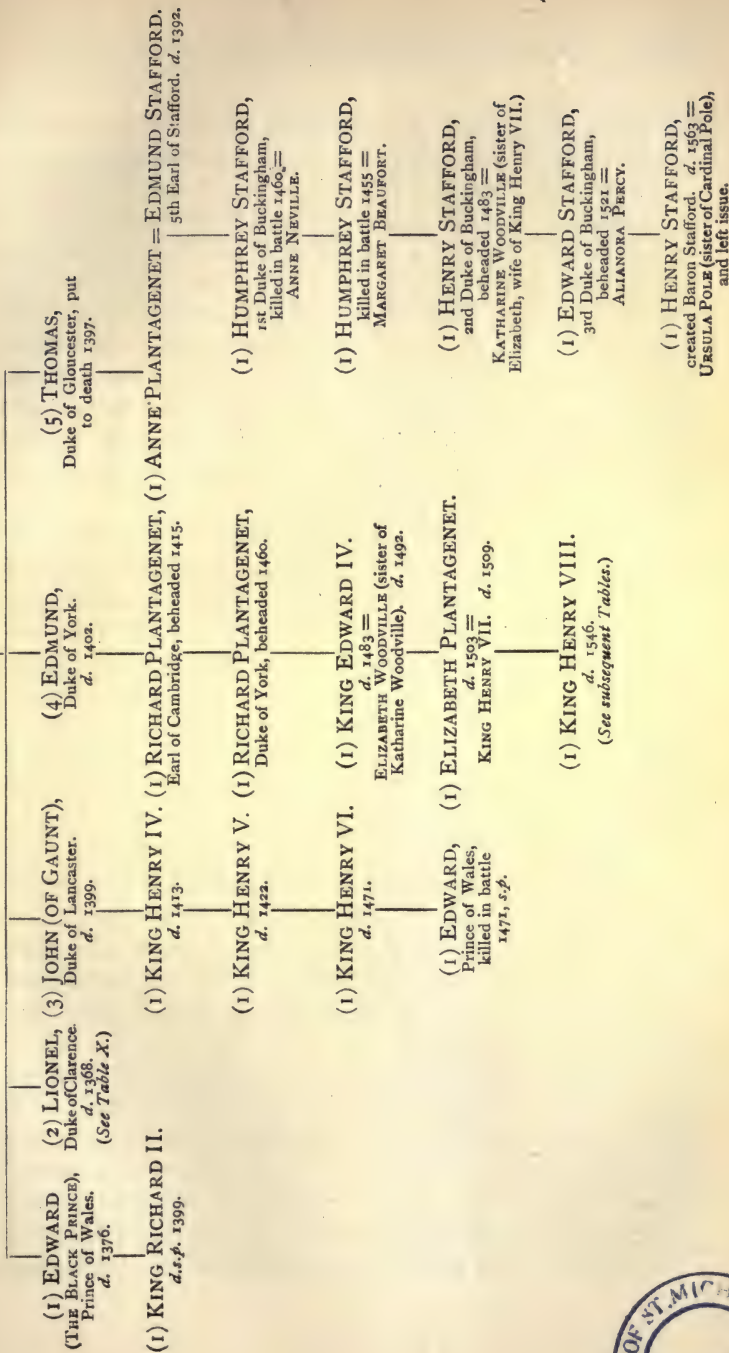 (1) EDWARD
(THE BLACK PRINCE),
Prince of Wales.
d. 1376.
(2) LIONEL,
Duke of Clarence.
d. 1368.
(See Table X.)
(3) JOHN (OF GAUNT),
Duke of Lancaster.
d. 1399.
(4) EDMUND,
Duke of York.
d. 1402.
(5) THOMAS,
Duke of Gloucester, put
to death 1397.
(1) KING RICHARD II.
d.s.p. 1399.
(1) KING HENRY IV.
d. 1413.
(1) RICHARD PLANTAGENET,
Earl of Cambridge, beheaded 1415.
(1) ANNE PLANTAGENET = EDMUND STAFFORD.
5th Earl of Stafford. d. 1392.
(1) KING HENRY V.
d. 1422.
(1) RICHARD PLANTAGENET,
Duke of York, beheaded 1460.
(1) HUMPHREY STAFFORD,
1st Duke of Buckingham,
killed in battle 1460 =
ANNE NEVILLE.
(1) KING HENRY VI.
d. 1471.
(1) KING EDWARD IV.
d. 1483 =
ELIZABETH WOODVILLE (sister of
Katharine Woodville). d. 1492.
(1) HUMPHREY STAFFORD,
killed in battle 1455 =
MARGARET BEAUFORT.
(1) EDWARD,
Prince of Wales,
killed in battle
1471, s.p.
(1) ELIZABETH PLANTAGENET.
d. 1503 =
KING HENRY VII. d. 1509.
(1) HENRY STAFFORD,
2nd Duke of Buckingham,
beheaded 1483 =
KATHARINE WOODVILLE (sister of
Elizabeth, wife of King Henry VII.)
(1) KING HENRY VIII.
d. 1546.
(See subsequent Tables.)
(1) EDWARD STAFFORD,
3rd Duke of Buckingham,
beheaded 1521 =
ALIANORA PERCY.
(1) HENRY STAFFORD,
created Baron Stafford. d. 1563 =
URSULA POLE (sister of Cardinal Pole),
and left issue.
OF ST. MIC